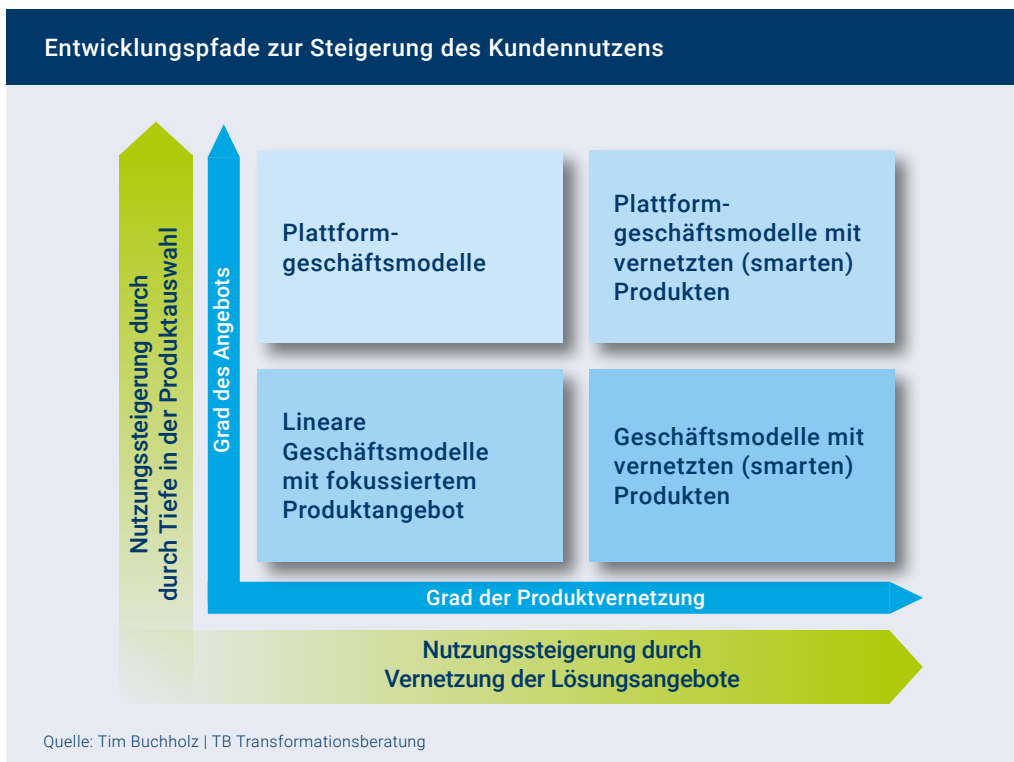 Entwicklungspfade zur Steigerung des Kundennutzens
Nutzungssteigerung durch
durch Tiefe in der Produktauswahl
Grad des Angebots
Plattform-
geschäftsmodelle
Plattform-
geschäftsmodelle mit
vernetzten (smarten)
Produkten
Lineare
Geschäftsmodelle
mit fokussiertem
Produktangebot
Geschäftsmodelle mit
vernetzten (smarten)
Produkten
Grad der Produktvernetzung
Nutzungssteigerung durch
Vernetzung der Lösungsangebote
Quelle: Tim Buchholz | TB Transformationsberatung